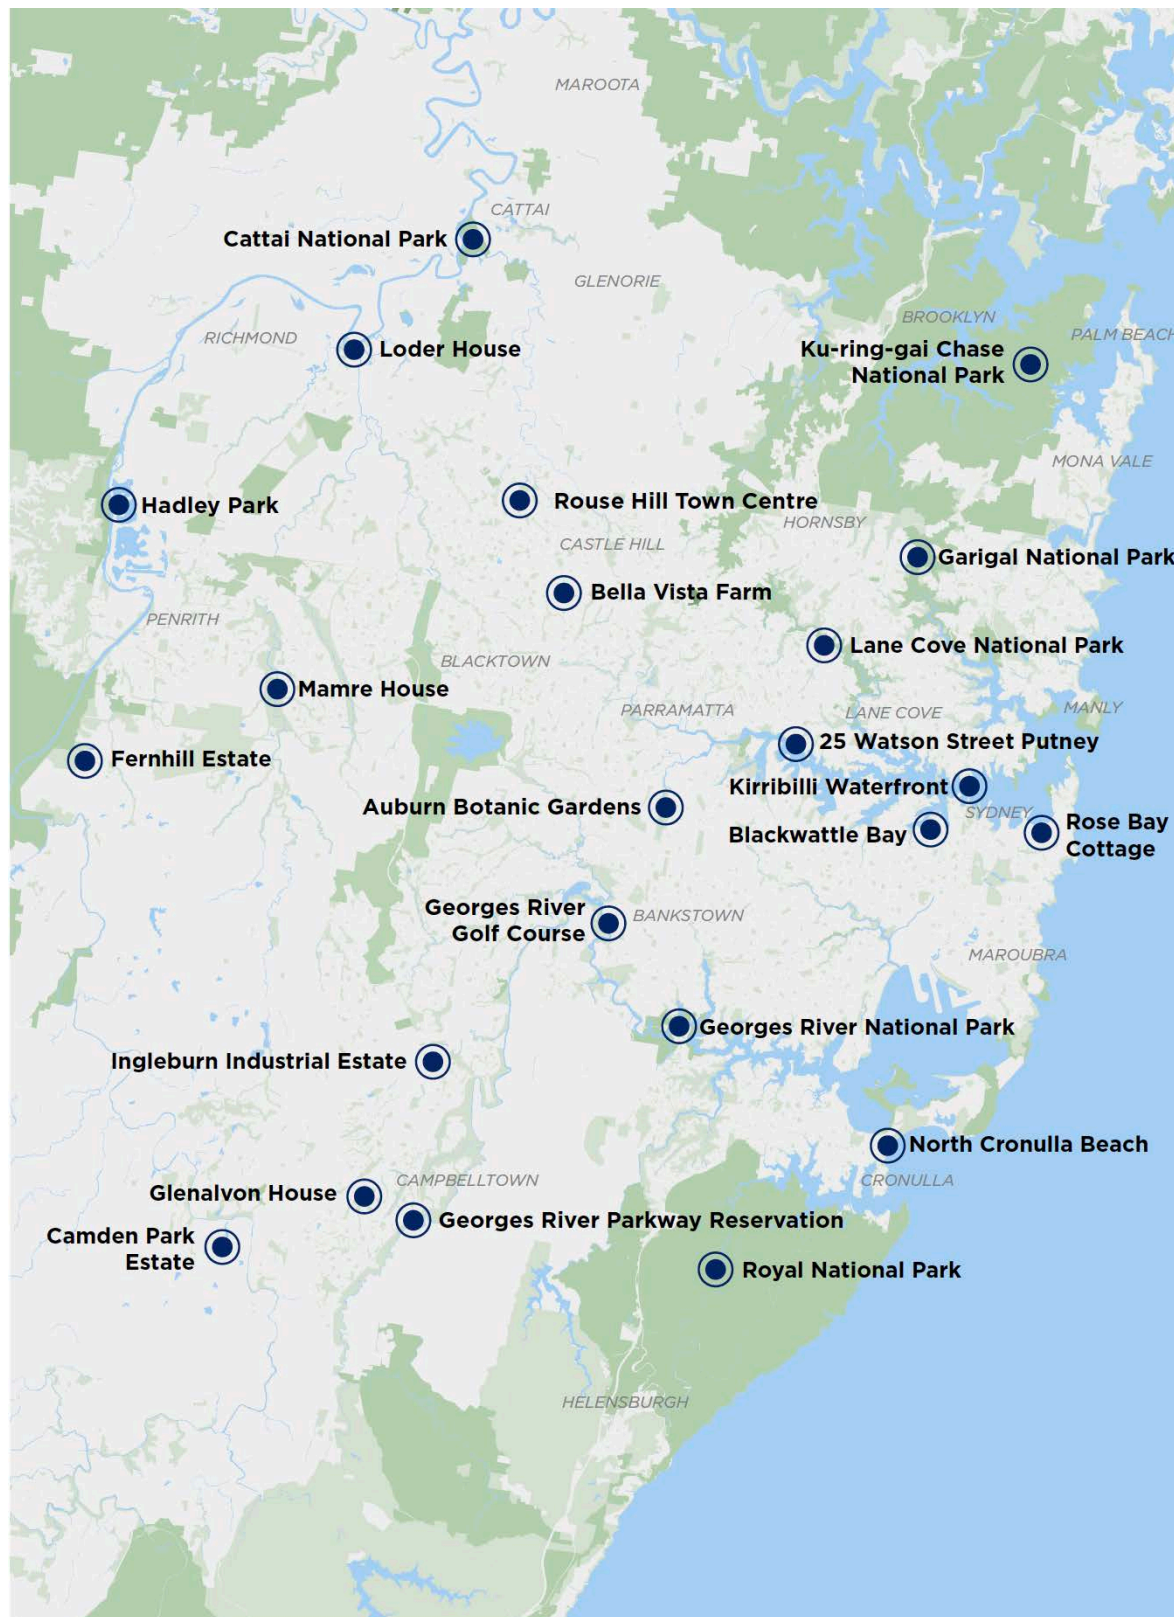 MAROOTA
CATTAI
Cattai National Park
GLENORIE
BROOKLYN
PALM BEACH
RICHMOND
Loder House
Ku-ring-gai Chase
National Park
MONA VALE
Hadley Park
Rouse Hill Town Centre
HORNSBY
CASTLE HILL
Garigal National Park
Bella Vista Farm
PENRITH
Lane Cove National Park
BLACKTOWN
Mamre House
PARRAMATTA
LANE COVE
MANLY
25 Watson Street Putney
Fernhill Estate
Kirribilli Waterfront
Auburn Botanic Gardens
SYDNEY
Rose Bay
Cottage
Blackwattle Bay
Georges River
Golf Course
BANKSTOWN
MAROUBRA
Georges River National Park
Ingleburn Industrial Estate
North Cronulla Beach
CAMPBELLTOWN
CRONULLA
Glenalvon House
Georges River Parkway Reservation
Camden Park
Estate
Royal National Park
HELENSBURGH